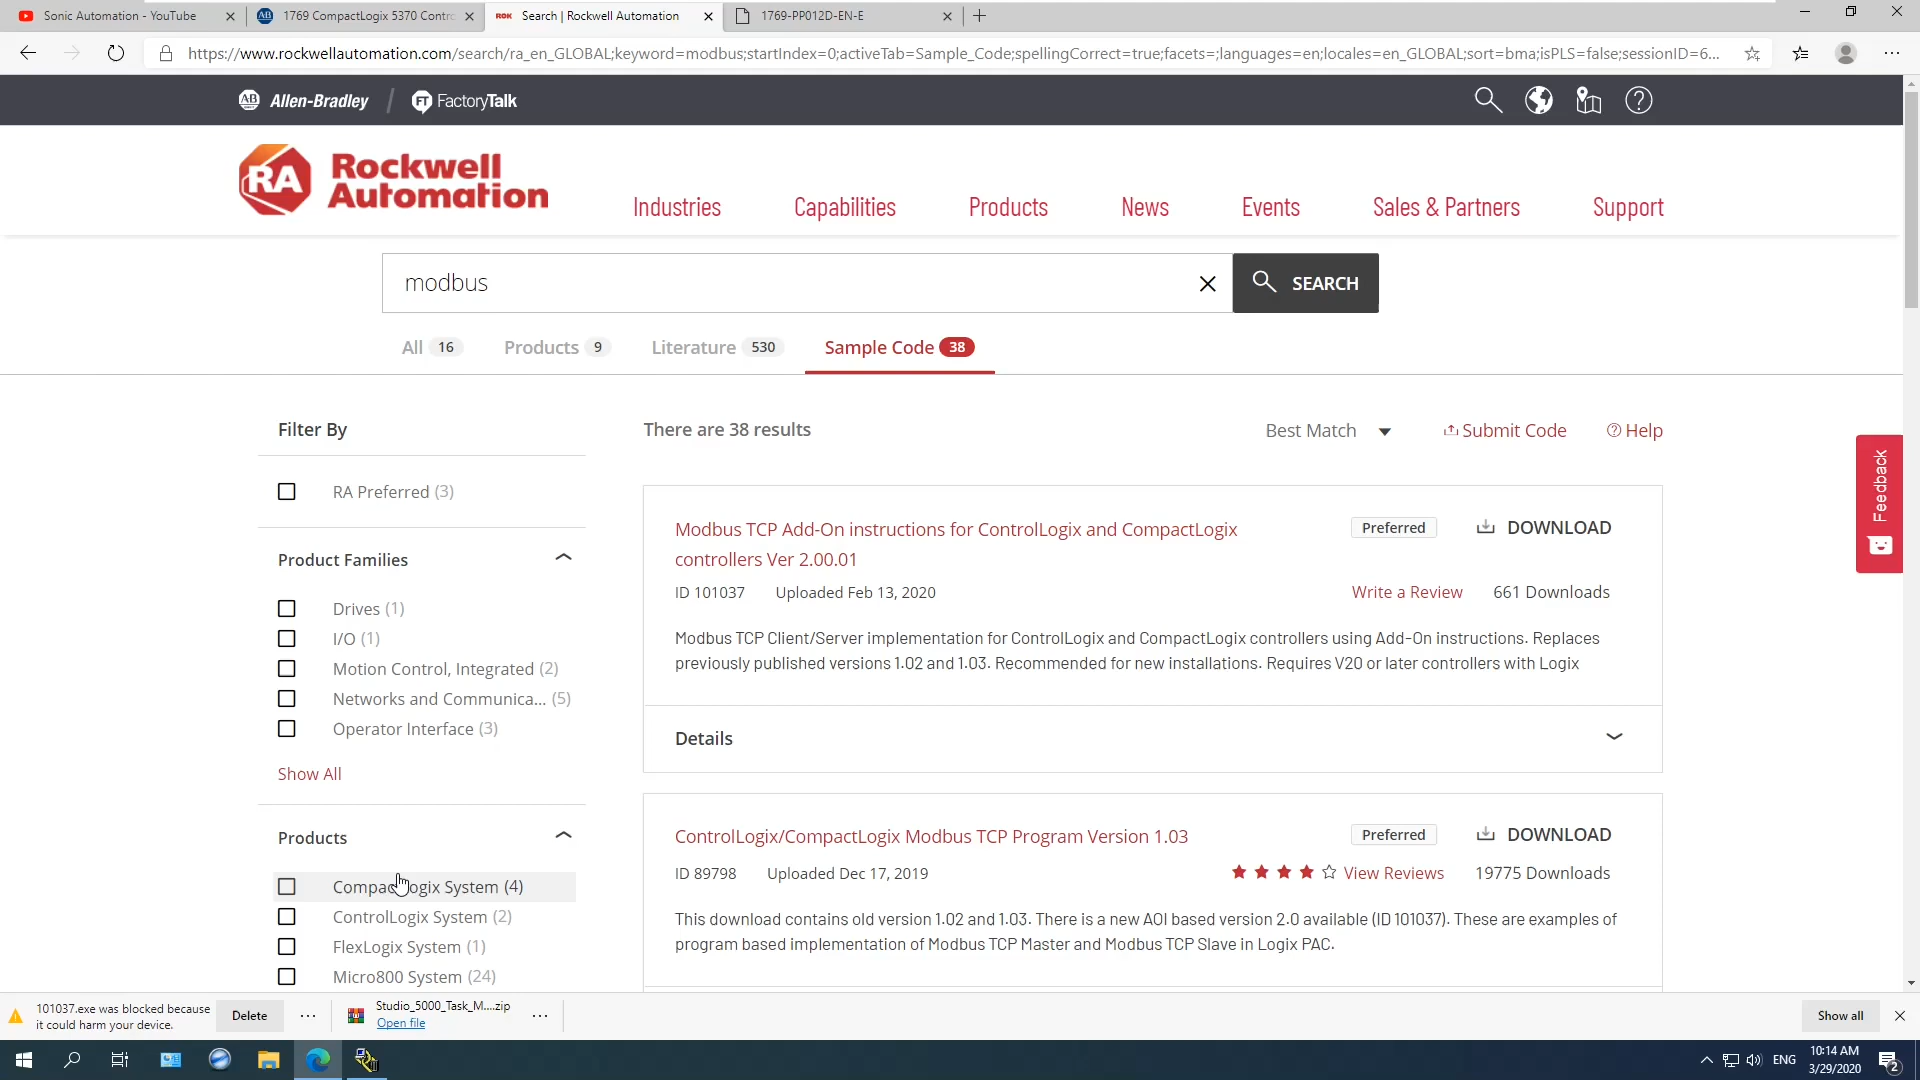 Sonic Automation - YouTube
1769 CompactLogix 5370 Contro
Search | Rockwell Automation
1769-PP012D-EN-E
https://www.rockwellautomation.com/search/ra_en_GLOBAL;keyword=modbus;startIndex=0;activeTab=Sample_Code;spellingCorrect=true;facets=;languages=en;locales=en_GLOBAL;sort=bma;isPLS=false;sessionID=6...
AB Allen-Bradley / FT FactoryTalk
RA Rockwell
Automation
Industries Capabilities Products News Events Sales & Partners Support
modbus
SEARCH
All 16 Products 9 Literature 530 Sample Code 38
Filter By
There are 38 results
Best Match Submit Code Help
RA Preferred (3)
Product Families
Drives (1)
I/O (1)
Motion Control, Integrated (2)
Networks and Communica... (5)
Operator Interface (3)
Show All
Products
CompactLogix System (4)
ControlLogix System (2)
FlexLogix System (1)
Micro800 System (24)
Modbus TCP Add-On instructions for ControlLogix and CompactLogix
controllers Ver 2.00.01
Preferred DOWNLOAD
ID 101037 Uploaded Feb 13, 2020
Write a Review 661 Downloads
Modbus TCP Client/Server implementation for ControlLogix and CompactLogix controllers using Add-On instructions. Replaces
previously published versions 1.02 and 1.03. Recommended for new installations. Requires V20 or later controllers with Logix
Details
ControlLogix/CompactLogix Modbus TCP Program Version 1.03
Preferred DOWNLOAD
ID 89798 Uploaded Dec 17, 2019
View Reviews 19775 Downloads
This download contains old version 1.02 and 1.03. There is a new AOI based version 2.0 available (ID 101037). These are examples of
program based implementation of Modbus TCP Master and Modbus TCP Slave in Logix PAC.
Feedback
101037.exe was blocked because
it could harm your device.
Delete
Studio_5000_Task_M....zip
Open file
Show all
ENG
10:14 AM
3/29/2020
2